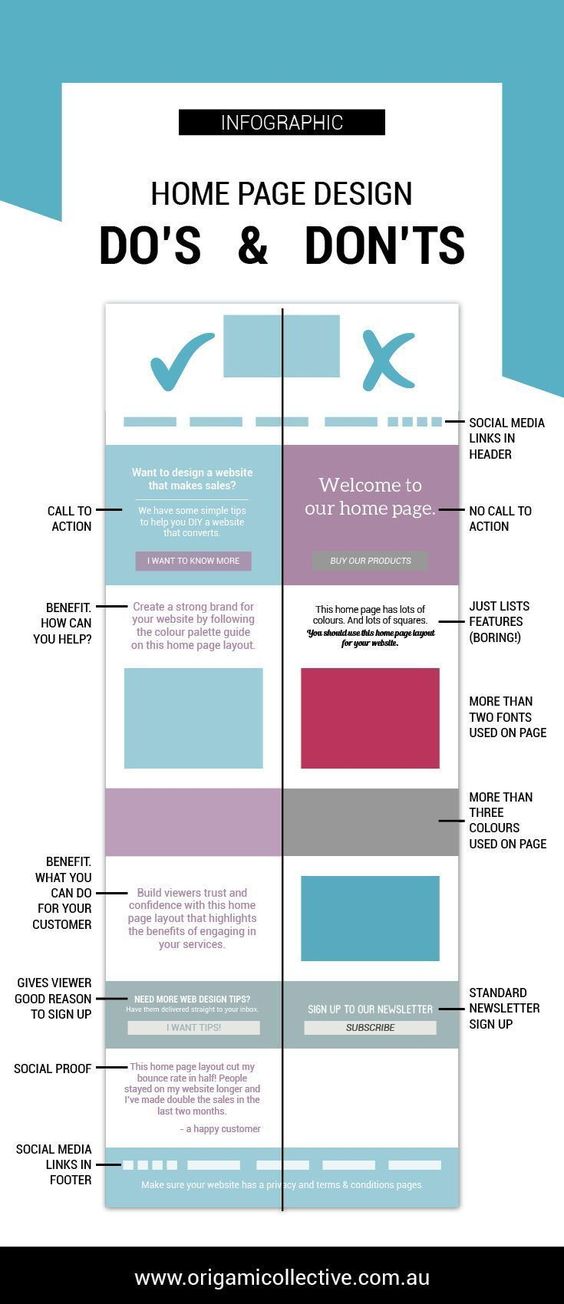 INFOGRAPHIC
HOME PAGE DESIGN
DO'S & DON'TS
SOCIAL MEDIA
LINKS IN
HEADER
CALL TO
ACTION
Want to design a website
that makes sales?
We have some simple tips
to help you DIY a website
that converts.
I WANT TO KNOW MORE
Welcome to
our home page.
BUY OUR PRODUCTS
NO CALL TO
ACTION
BENEFIT.
HOW CAN
YOU HELP?
Create a strong brand for
your website by following
the colour palette guide
on this home page layout.
This home page has lots of
colours. And lots of squares.
You should use this home page layout
for your website.
JUST LISTS
FEATURES
(BORING!)
MORE THAN
TWO FONTS
USED ON PAGE
MORE THAN
THREE
COLOURS
USED ON PAGE
BENEFIT.
WHAT YOU
CAN DO
FOR YOUR
CUSTOMER
Build viewers trust and
confidence with this home
page layout that highlights
the benefits of engaging in
your services.
GIVES VIEWER
GOOD REASON
TO SIGN UP
NEED MORE WEB DESIGN TIPS?
Have them delivered straight to your inbox.
I WANT TIPS!
SIGN UP TO OUR NEWSLETTER
SUBSCRIBE
STANDARD
NEWSLETTER
SIGN UP
SOCIAL PROOF
This home page layout cut my
bounce rate in half! People
stayed on my website longer and
I've made double the sales in the
last two months.
- a happy customer
SOCIAL MEDIA
LINKS IN
FOOTER
Make sure your website has a privacy and terms & conditions pages
www.origamicollective.com.au